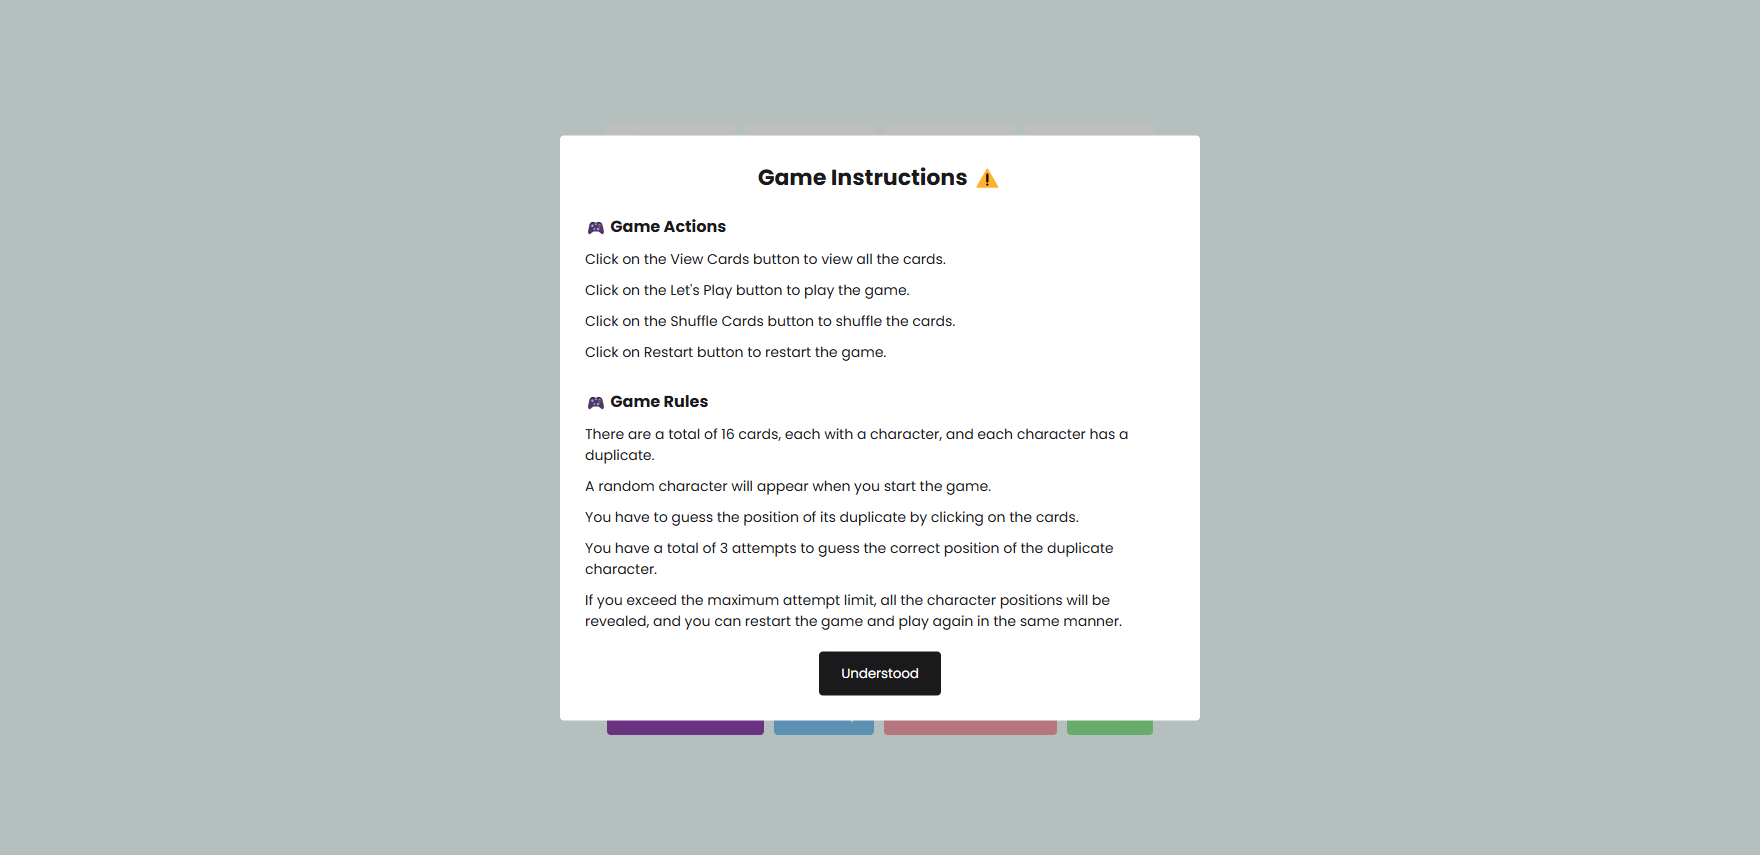 Game Instructions
Game Actions
Click on the View Cards button to view all the cards.
Click on the Let's Play button to play the game.
Click on the Shuffle Cards button to shuffle the cards.
Click on Restart button to restart the game.
Game Rules
There are a total of 16 cards, each with a character, and each character has a
duplicate.
A random character will appear when you start the game.
You have to guess the position of its duplicate by clicking on the cards.
You have a total of 3 attempts to guess the correct position of the duplicate
character.
If you exceed the maximum attempt limit, all the character positions will be
revealed, and you can restart the game and play again in the same manner.
Understood